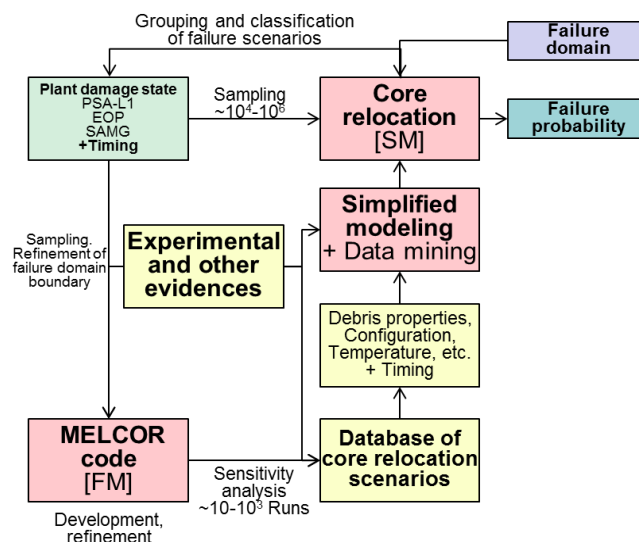 Grouping and classification
of failure scenarios
Failure
domain
Plant damage state
PSA-L1
EOP
SAMG
+Timing
Sampling
~10⁴-10⁶
Core
relocation
[SM]
Failure
probability
Sampling.
Refinement of
failure domain
boundary
Experimental
and other
evidences
Simplified
modeling
+ Data mining
Debris properties,
Configuration,
Temperature, etc.
+ Timing
MELCOR
code
[FM]
Sensitivity
analysis
~10-10³ Runs
Database of
core relocation
scenarios
Development,
refinement